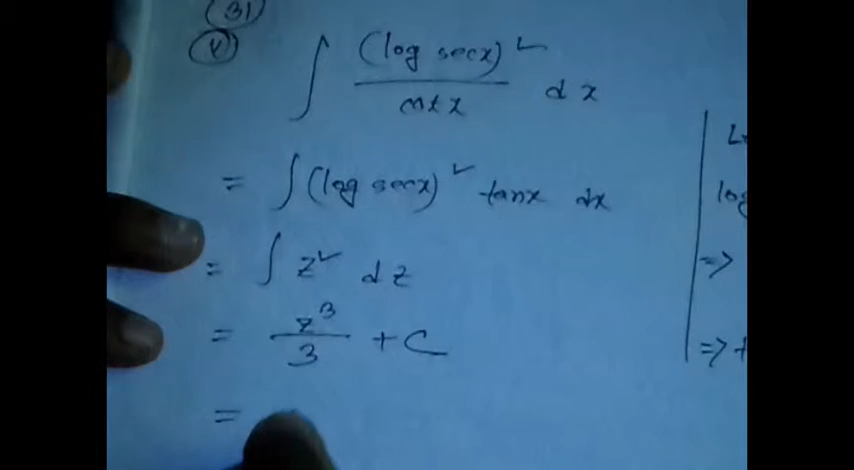 (31)
(v)
∫ (log secx)² / cotx dx
= ∫ (log secx)² tanx dx
= ∫ z² dz
= z³/3 + C
=
log
=>
=> t